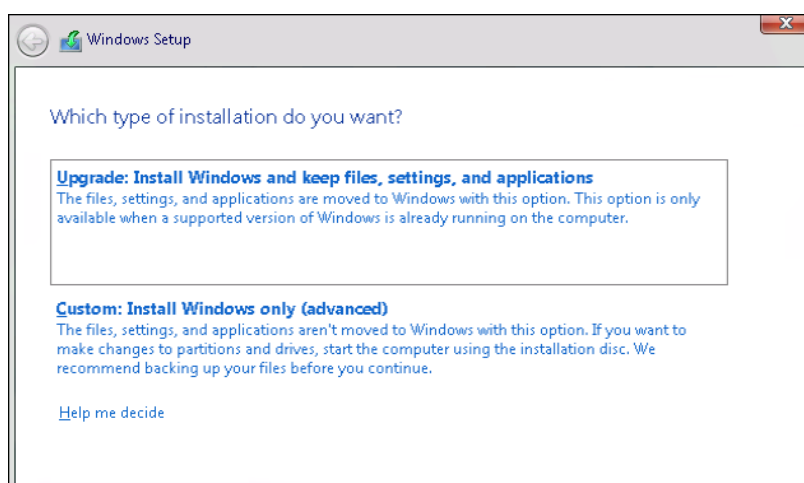 Windows Setup
Which type of installation do you want?
Upgrade: Install Windows and keep files, settings, and applications
The files, settings, and applications are moved to Windows with this option. This option is only
available when a supported version of Windows is already running on the computer.
Custom: Install Windows only (advanced)
The files, settings, and applications aren't moved to Windows with this option. If you want to
make changes to partitions and drives, start the computer using the installation disc. We
recommend backing up your files before you continue.
Help me decide